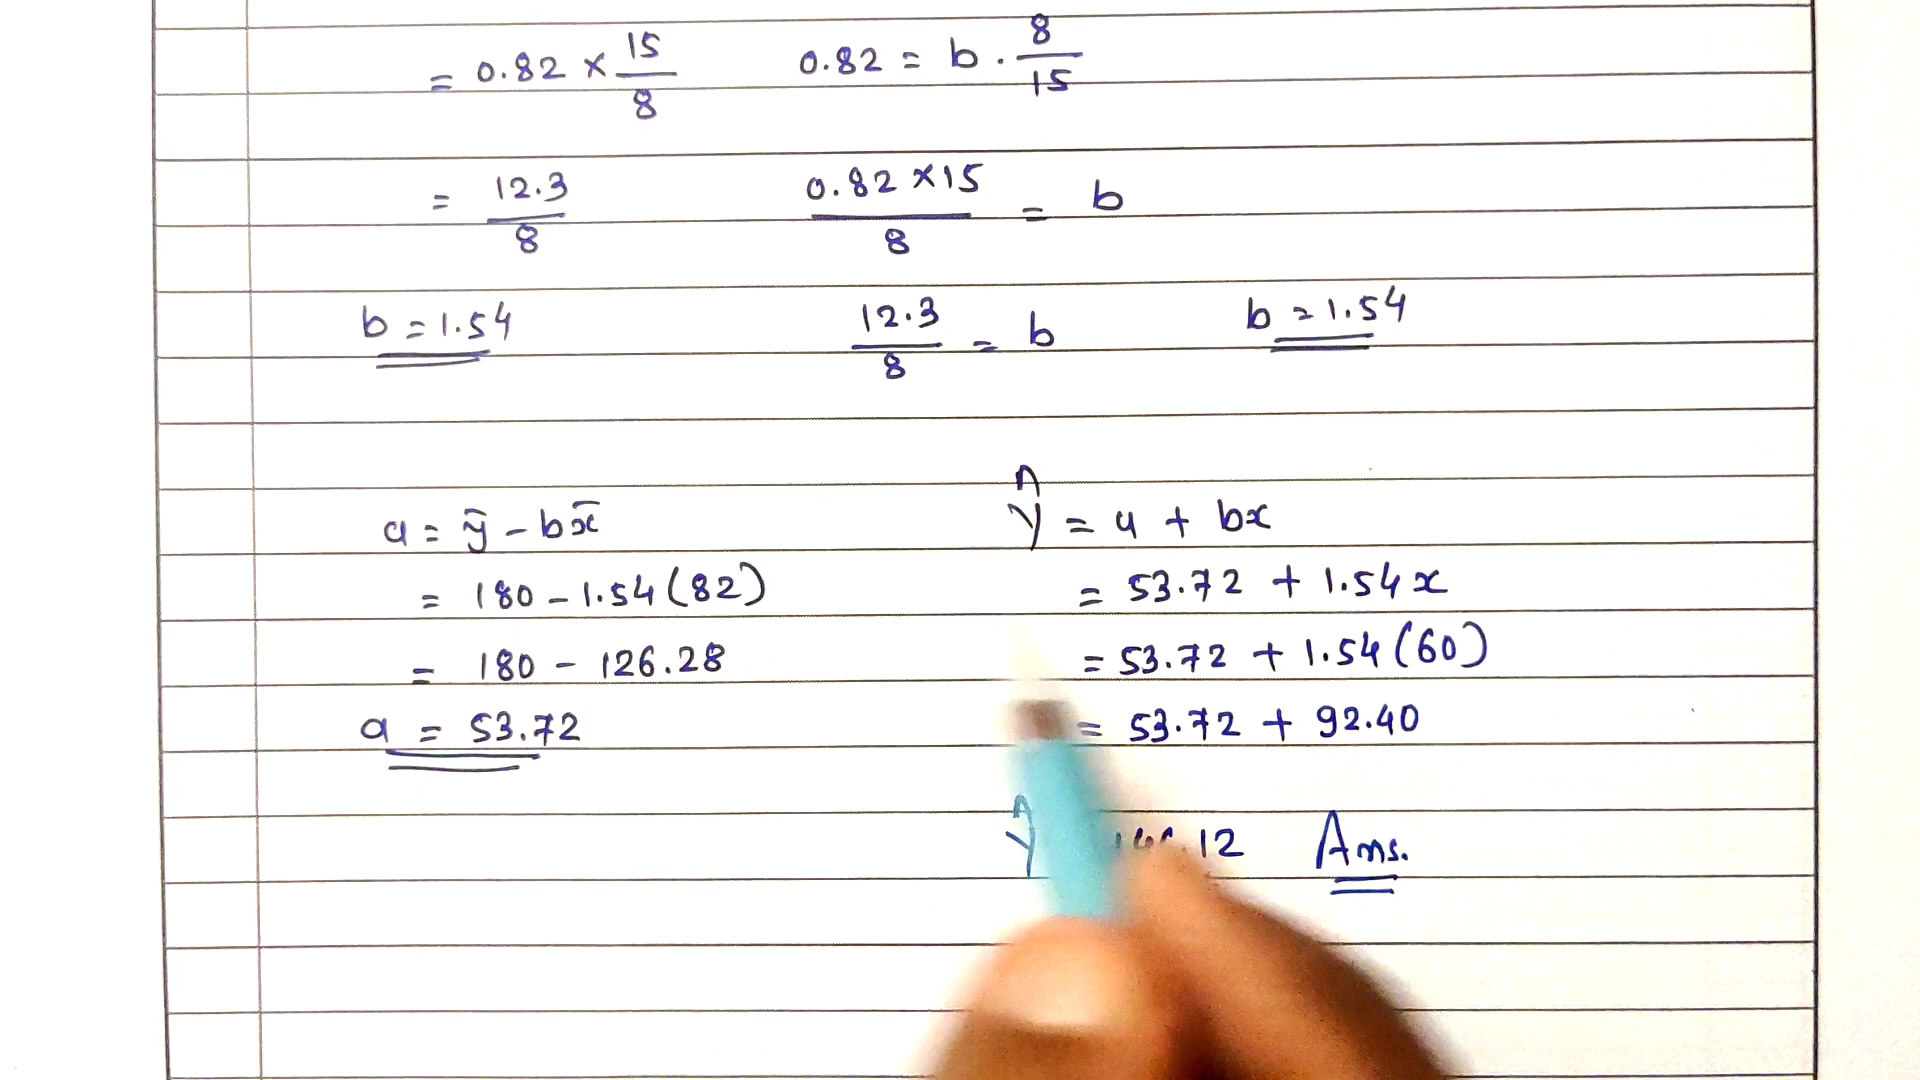 = 0.82 × 15/8    0.82 = b . 8/15
= 12.3/8    0.82 × 15/8 = b
b = 1.54    12.3/8 = b    b = 1.54
a = ȳ - bx̄    ŷ = a + bx
= 180 - 1.54 (82)    = 53.72 + 1.54x
= 180 - 126.28    = 53.72 + 1.54 (60)
a = 53.72    = 53.72 + 92.40
ŷ    .12    Ans.